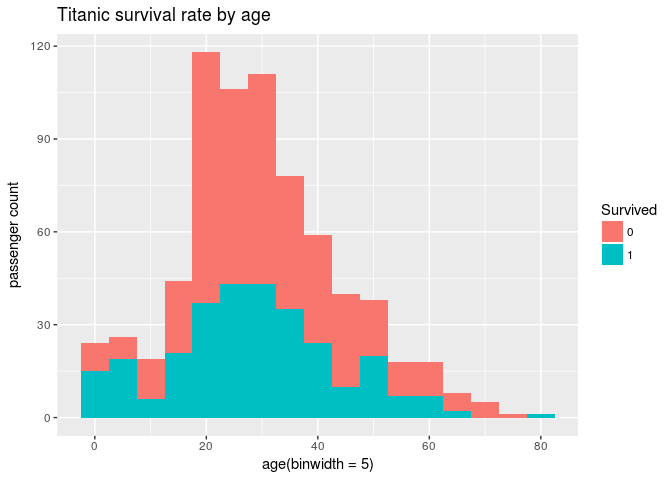 Titanic survival rate by age
120
90
60
30
0
passenger count
0 20 40 60 80
age(binwidth = 5)
Survived
0
1